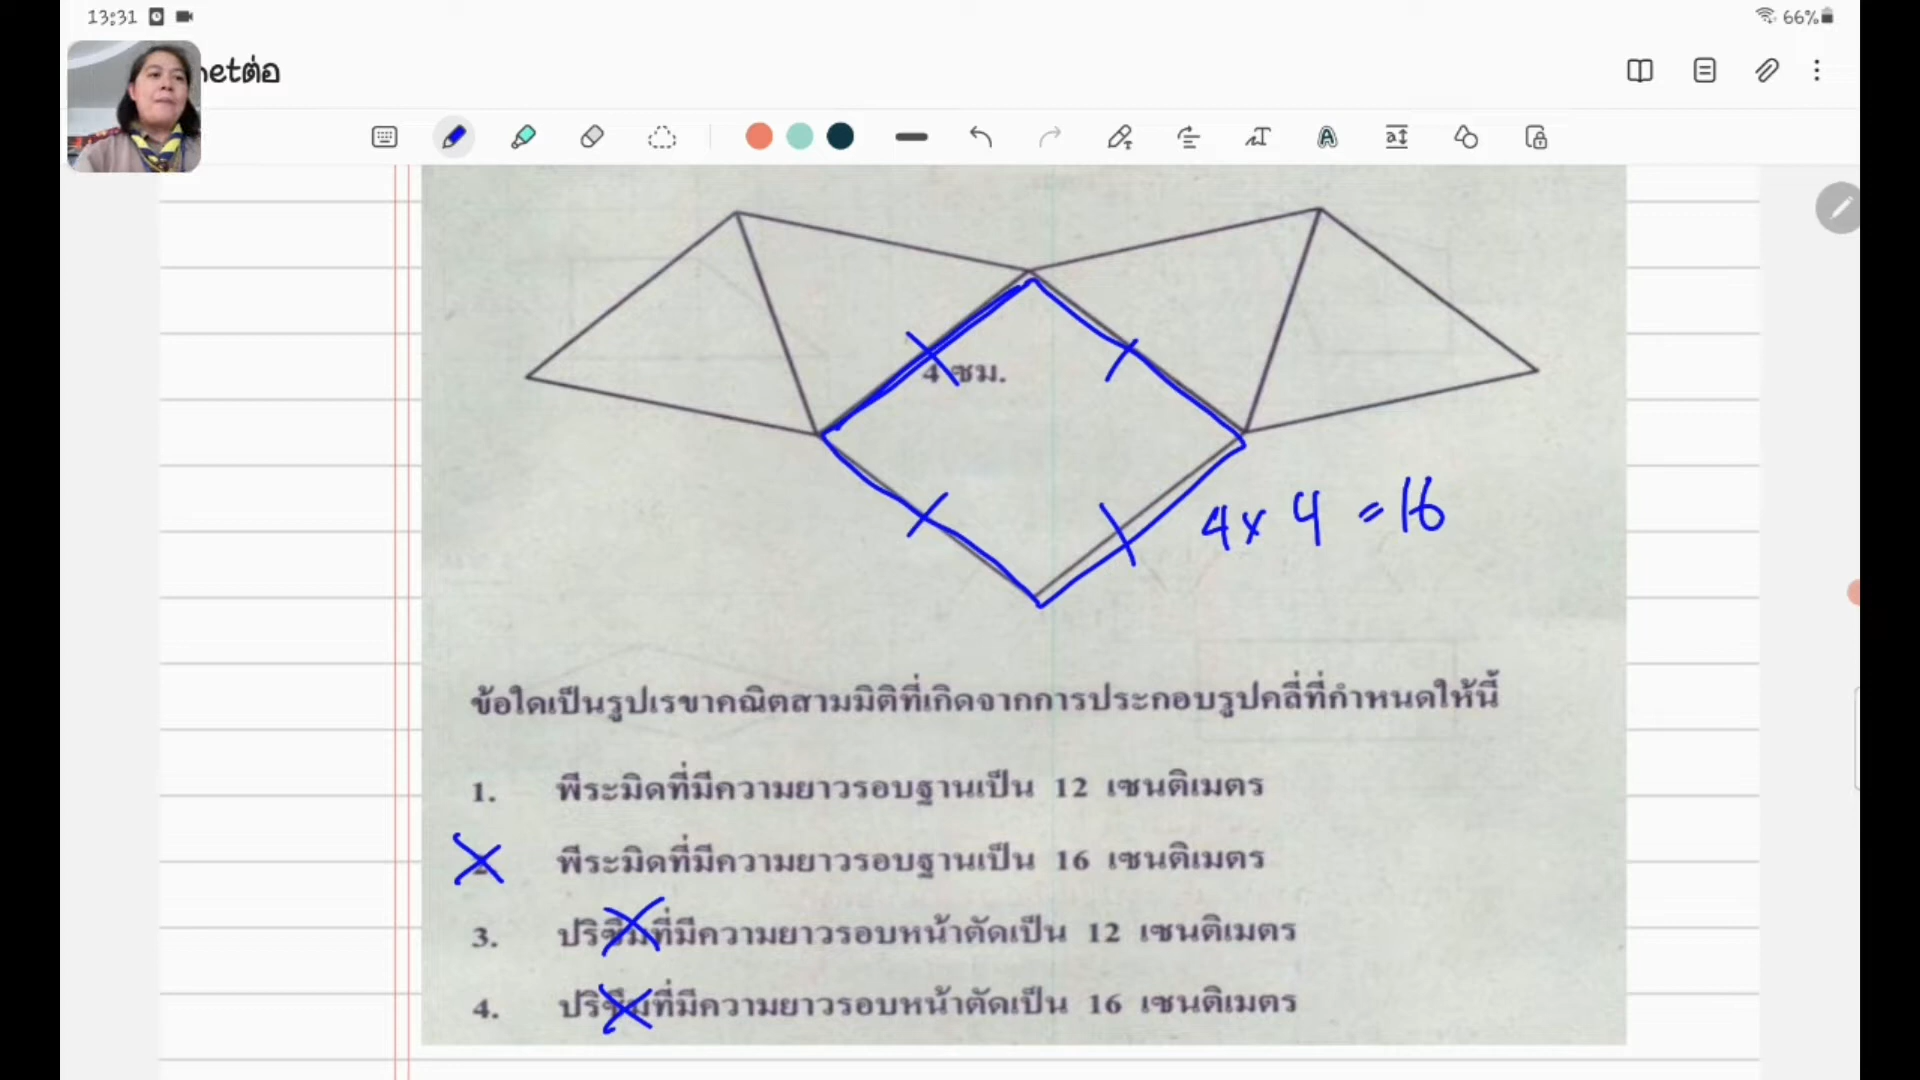 13:31
66%
netต่อ
4 ซม.
4 x 4 = 16
ข้อใดเป็นรูปเรขาคณิตสามมิติที่เกิดจากการประกอบรูปคลี่ที่กำหนดให้นี้
1. พีระมิดที่มีความยาวรอบฐานเป็น 12 เซนติเมตร
พีระมิดที่มีความยาวรอบฐานเป็น 16 เซนติเมตร
3. ปริซึมที่มีความยาวรอบหน้าตัดเป็น 12 เซนติเมตร
4. ปริซึมที่มีความยาวรอบหน้าตัดเป็น 16 เซนติเมตร